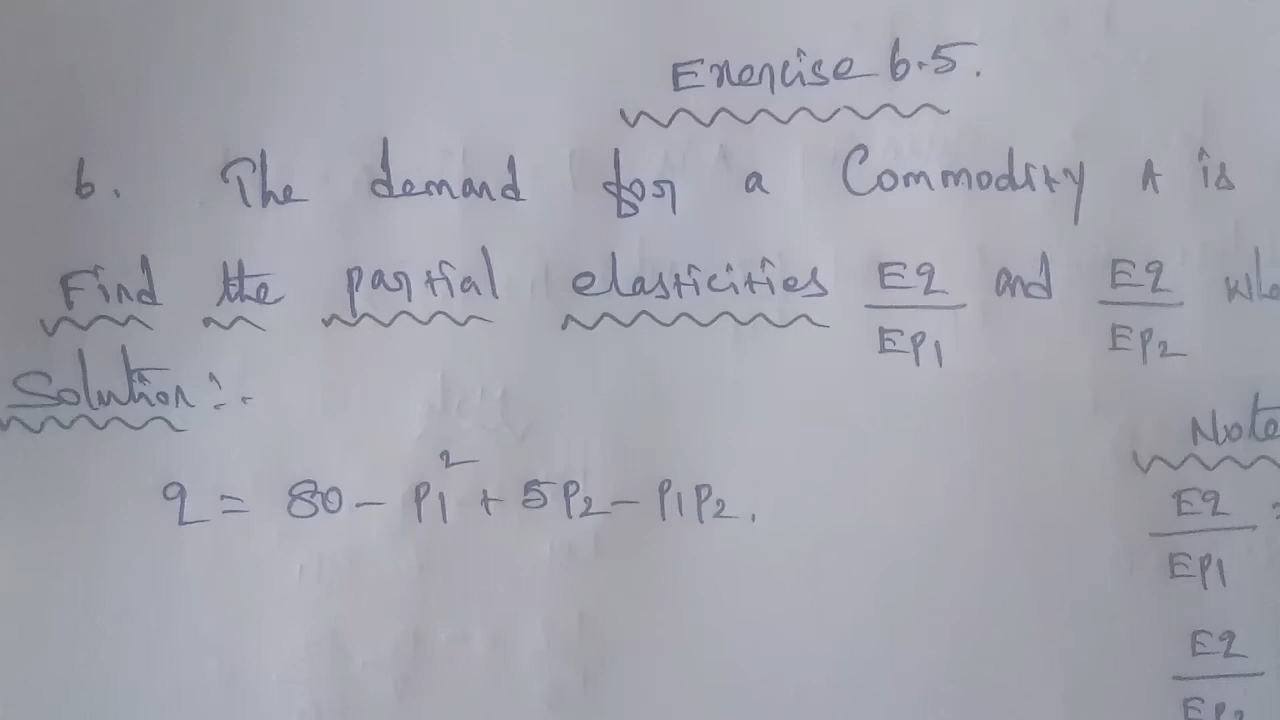 Exercise 6.5.
6. The demand for a Commodity A is
Find the partial elasticities Eq/EP1 and Eq/EP2
Solution:-
q = 80 - P1² + 5P2 - P1P2.
Note
Eq/EP1
Eq/EP2